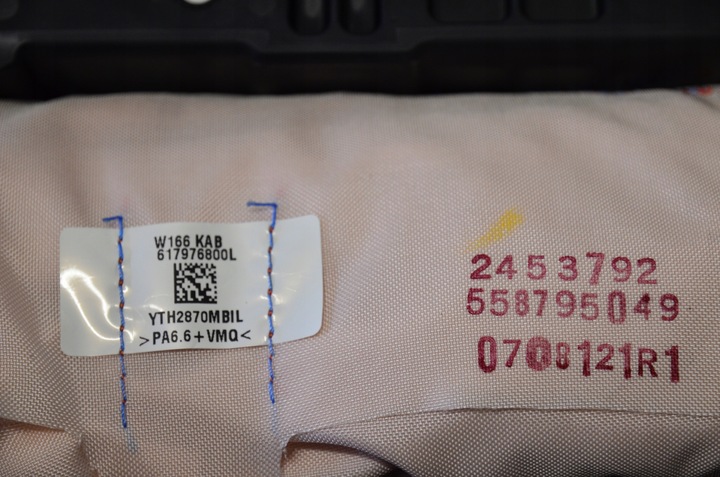 W166 KAB
617976800L
YTH2870MBIL
>PA6.6+VMQ<
2453792
558795049
0708121R1